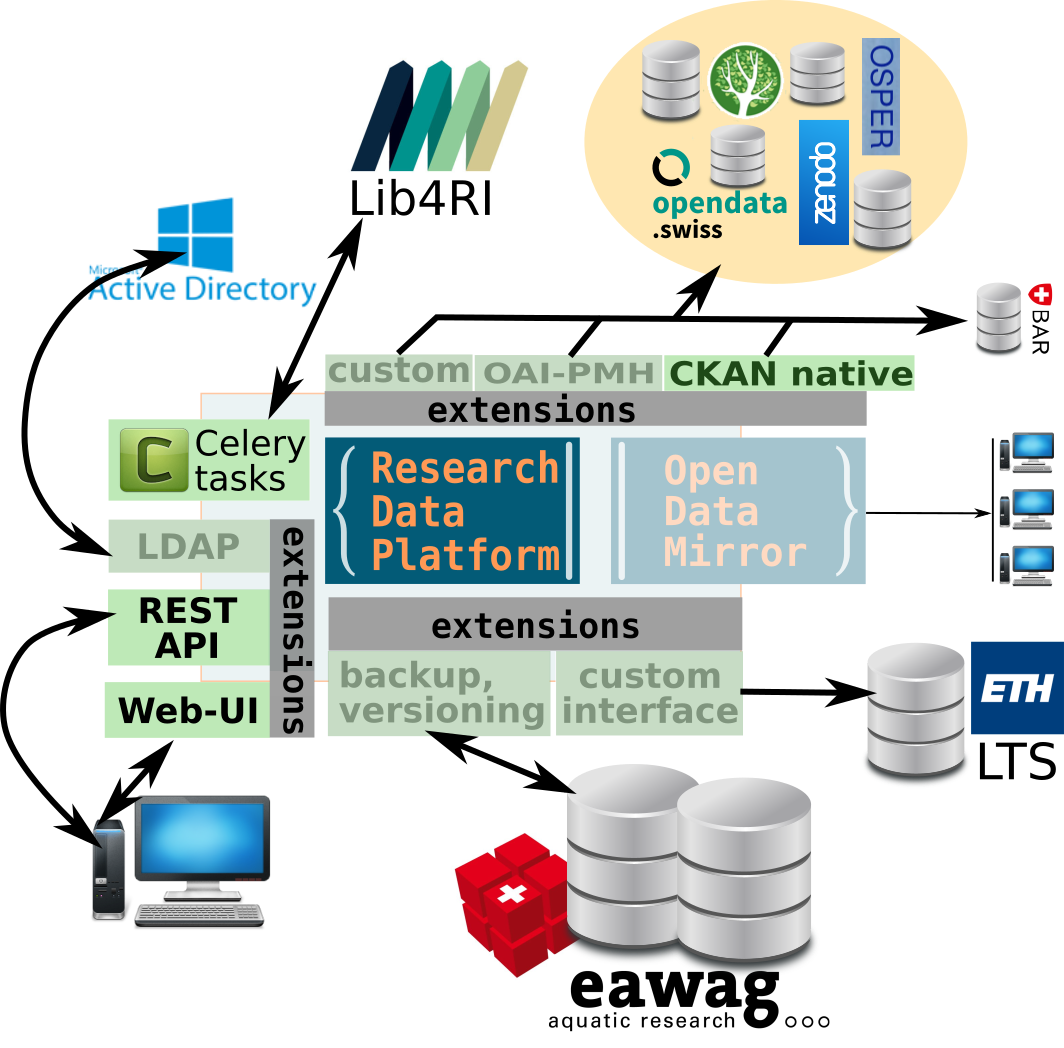 OSPER
zenodo
opendata
.swiss
Lib4RI
Microsoft
Active Directory
BAR
custom
OAI-PMH
CKAN native
extensions
C
Celery
tasks
Research
Data
Platform
Open
Data
Mirror
LDAP
extensions
REST
API
Web-UI
extensions
backup,
versioning
custom
interface
ETH
LTS
eawag
aquatic research